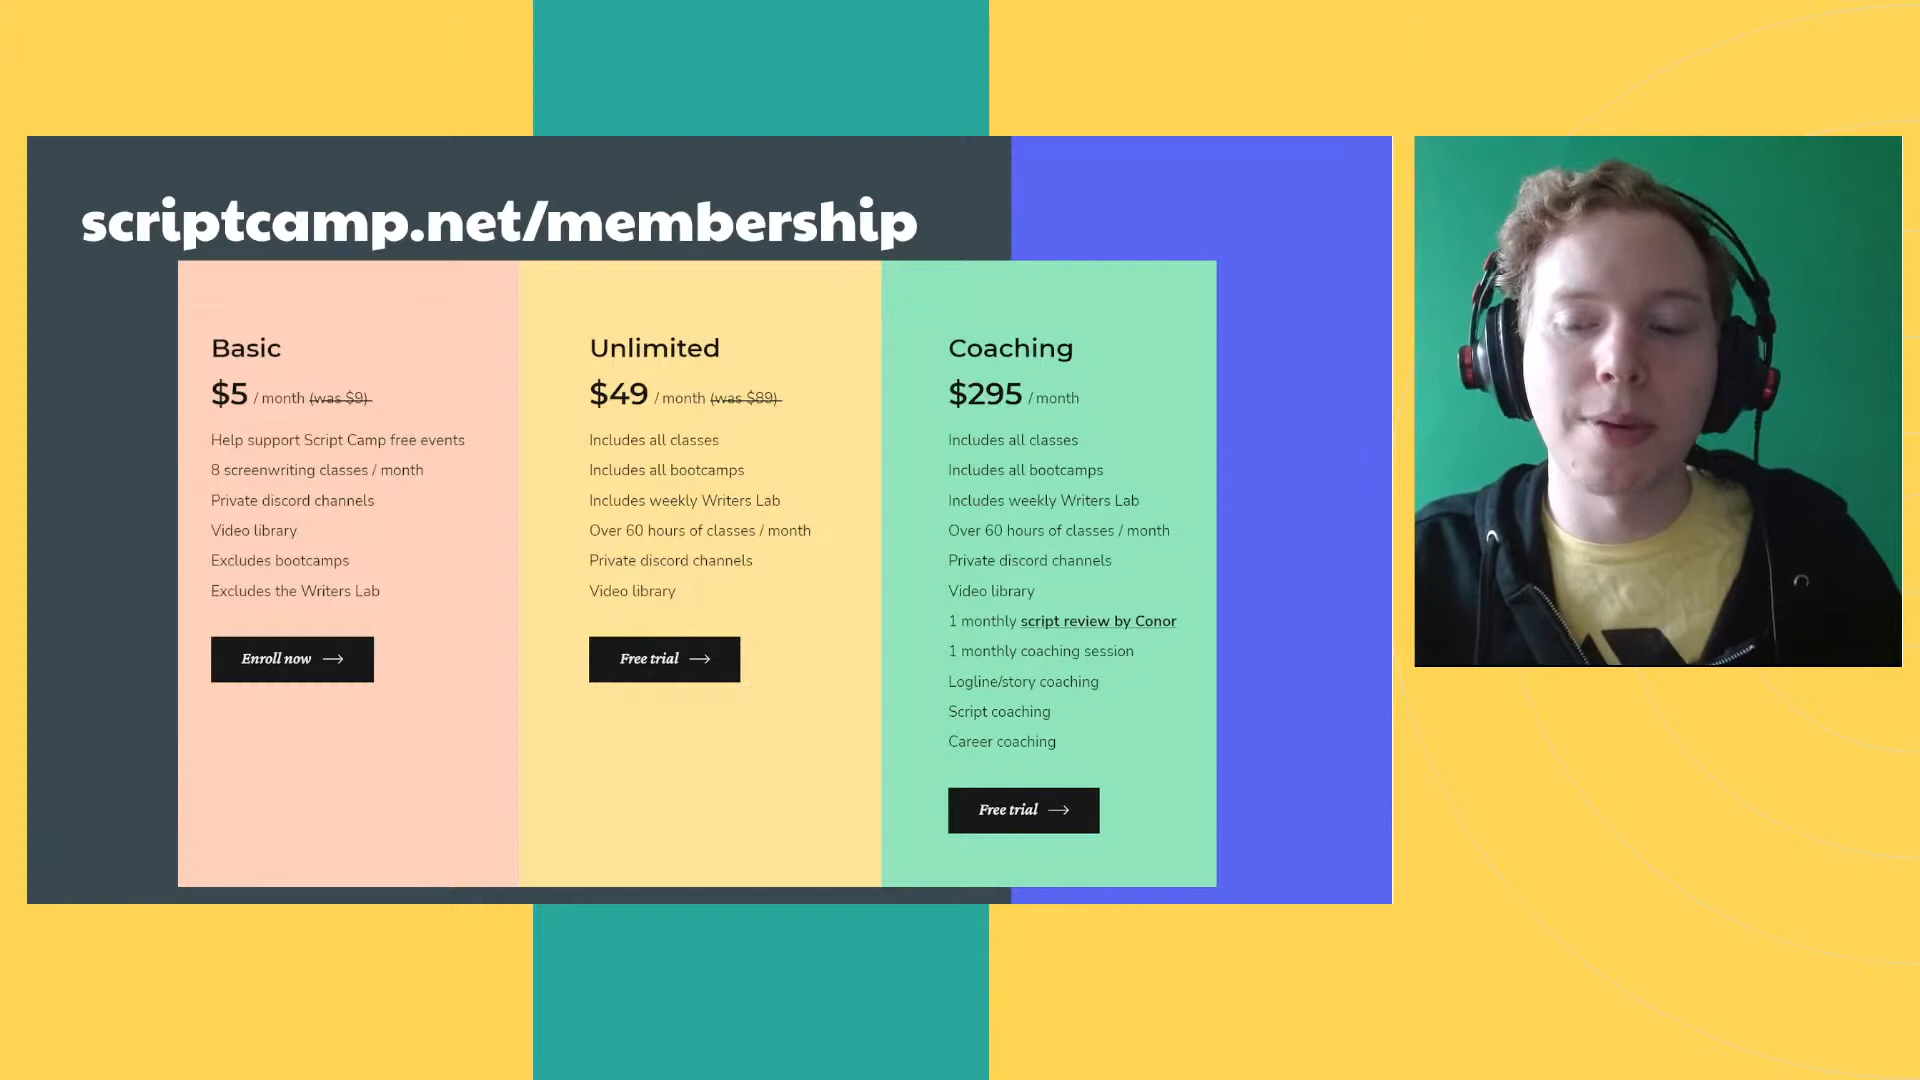 scriptcamp.net/membership
Basic
$5 / month (was $9)
Help support Script Camp free events
8 screenwriting classes / month
Private discord channels
Video library
Excludes bootcamps
Excludes the Writers Lab
Enroll now
Unlimited
$49 / month (was $89)
Includes all classes
Includes all bootcamps
Includes weekly Writers Lab
Over 60 hours of classes / month
Private discord channels
Video library
Free trial
Coaching
$295 / month
Includes all classes
Includes all bootcamps
Includes weekly Writers Lab
Over 60 hours of classes / month
Private discord channels
Video library
1 monthly script review by Conor
1 monthly coaching session
Logline/story coaching
Script coaching
Career coaching
Free trial